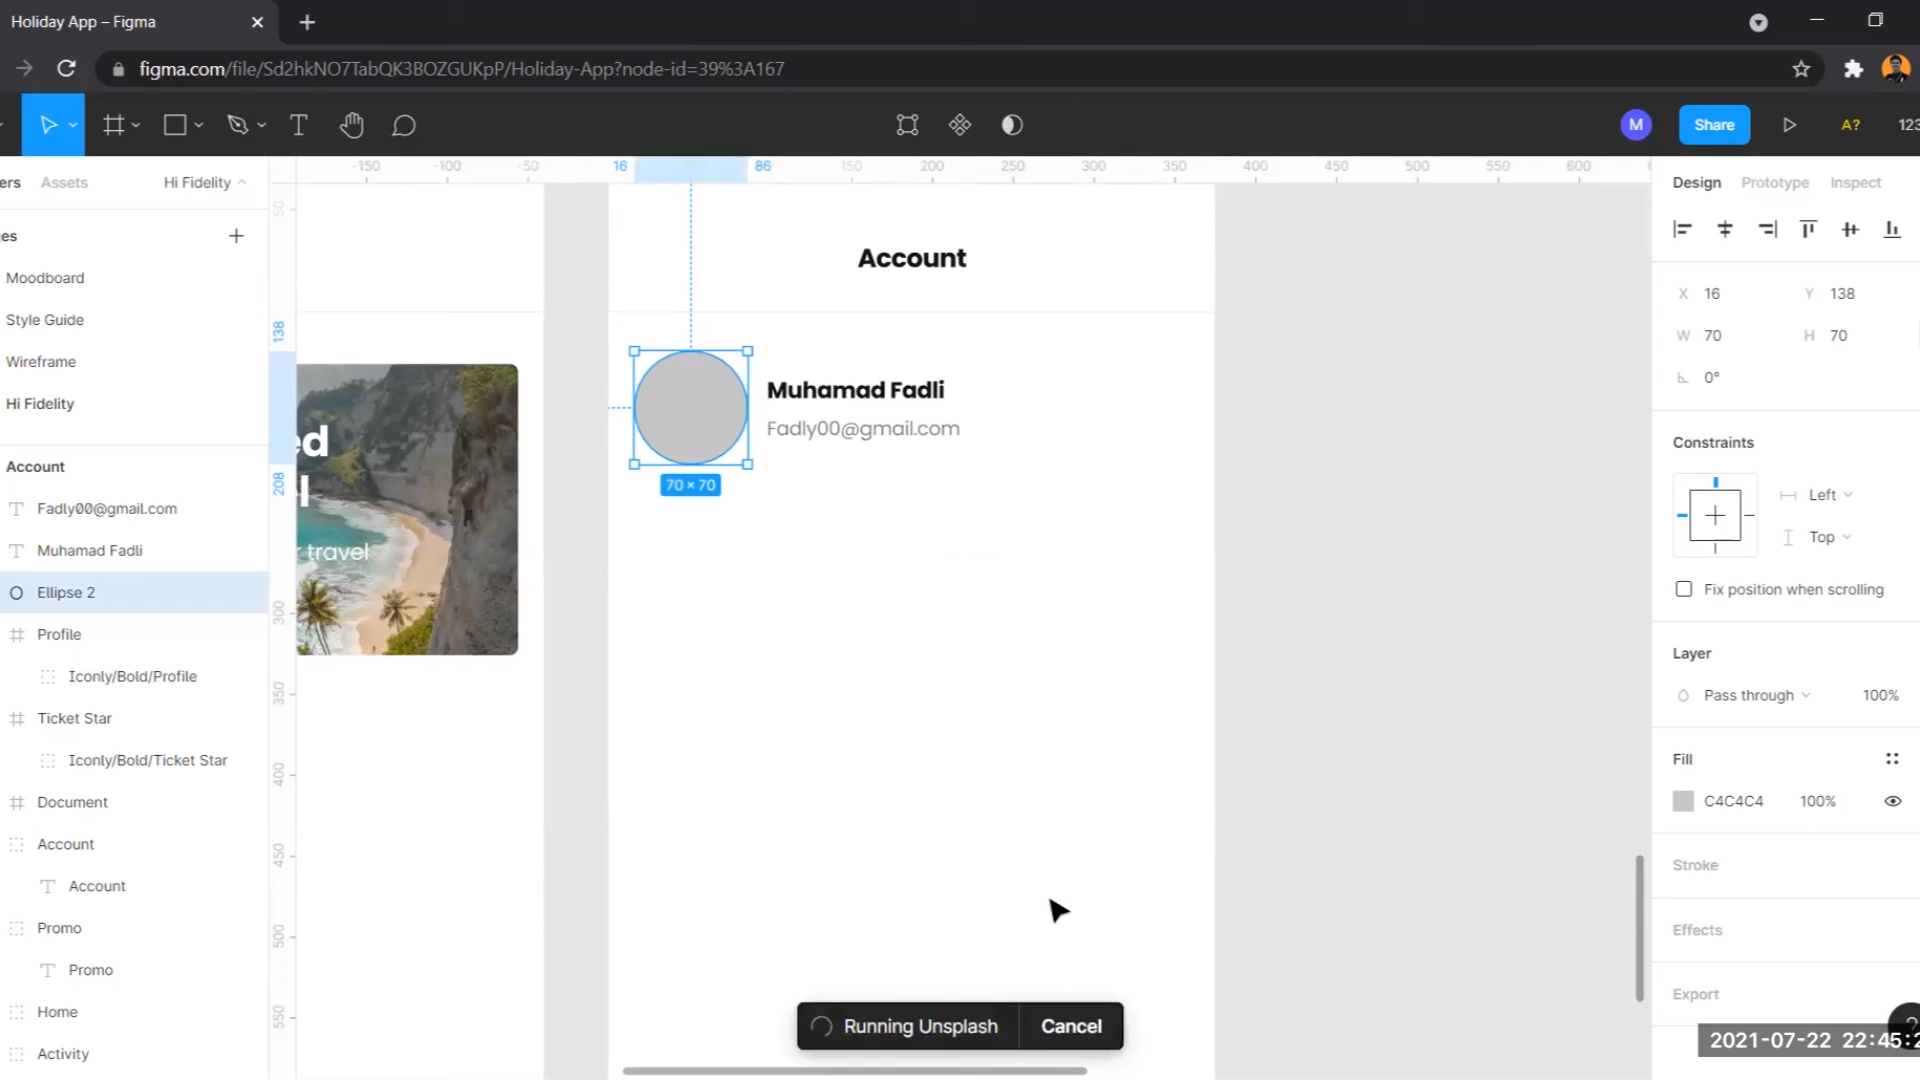 Holiday App – Figma
figma.com/file/Sd2hkNO7TabQK3BOZGUKpP/Holiday-App?node-id=39%3A167
M
Share
A?
123
-150 -100 -50 16 86 150 200 250 300 350 400 450 500 550 600
ers Assets Hi Fidelity
ges
Moodboard
Style Guide
Wireframe
Hi Fidelity
Account
Fadly00@gmail.com
Muhamad Fadli
Ellipse 2
Profile
Iconly/Bold/Profile
Ticket Star
Iconly/Bold/Ticket Star
Document
Account
Account
Promo
Promo
Home
Activity
50
138
208
300
350
400
450
500
550
ed
l
r travel
Account
Muhamad Fadli
Fadly00@gmail.com
70 × 70
Running Unsplash Cancel
Design Prototype Inspect
X 16 Y 138
W 70 H 70
0°
Constraints
Left
Top
Fix position when scrolling
Layer
Pass through 100%
Fill
C4C4C4 100%
Stroke
Effects
Export
?
2021-07-22 22:45:2